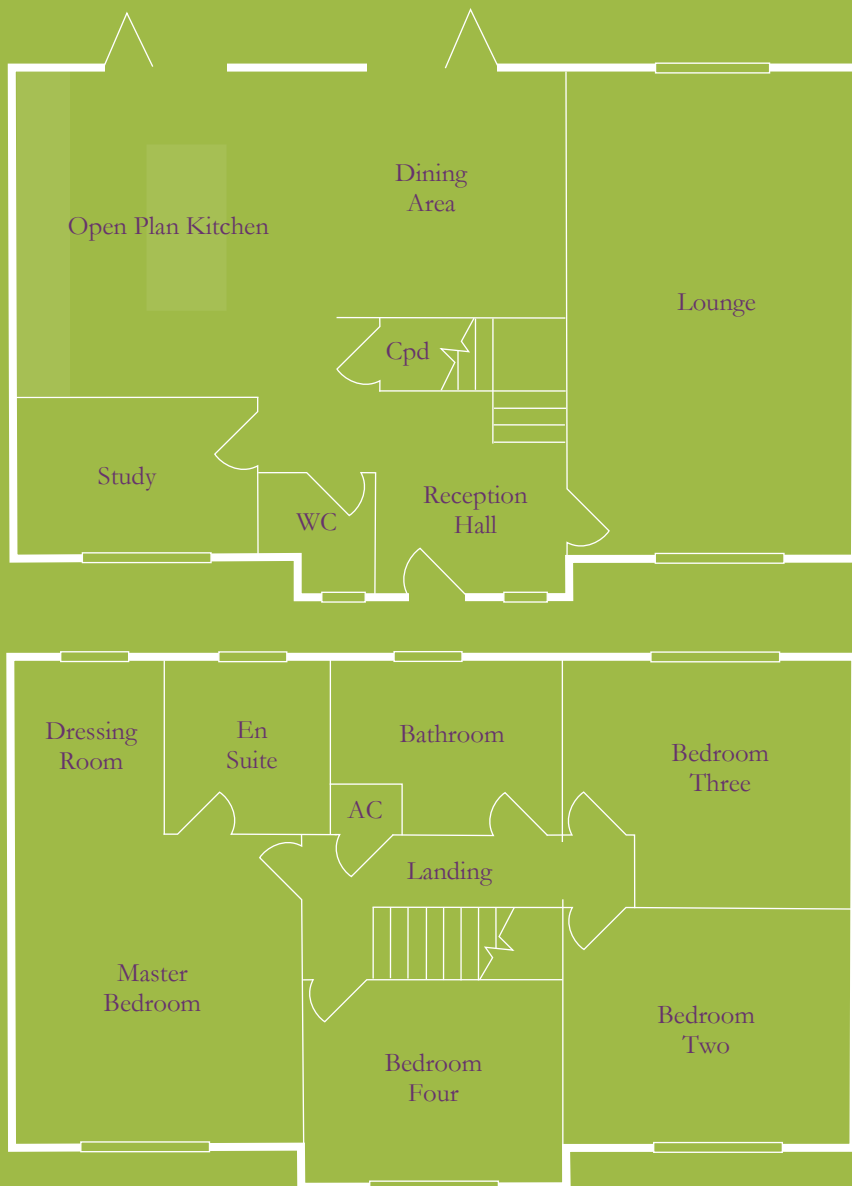 Dining
Area
Open Plan Kitchen
Lounge
Cpd
Study
Reception
Hall
WC
Dressing
Room
En
Suite
Bathroom
Bedroom
Three
AC
Landing
Master
Bedroom
Bedroom
Two
Bedroom
Four